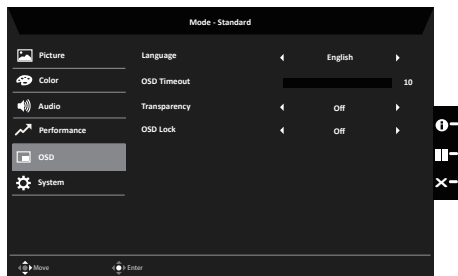 Mode - Standard
Picture
Language English
Color
OSD Timeout 10
Audio
Transparency Off
Performance
OSD Lock Off
OSD
System
Move Enter